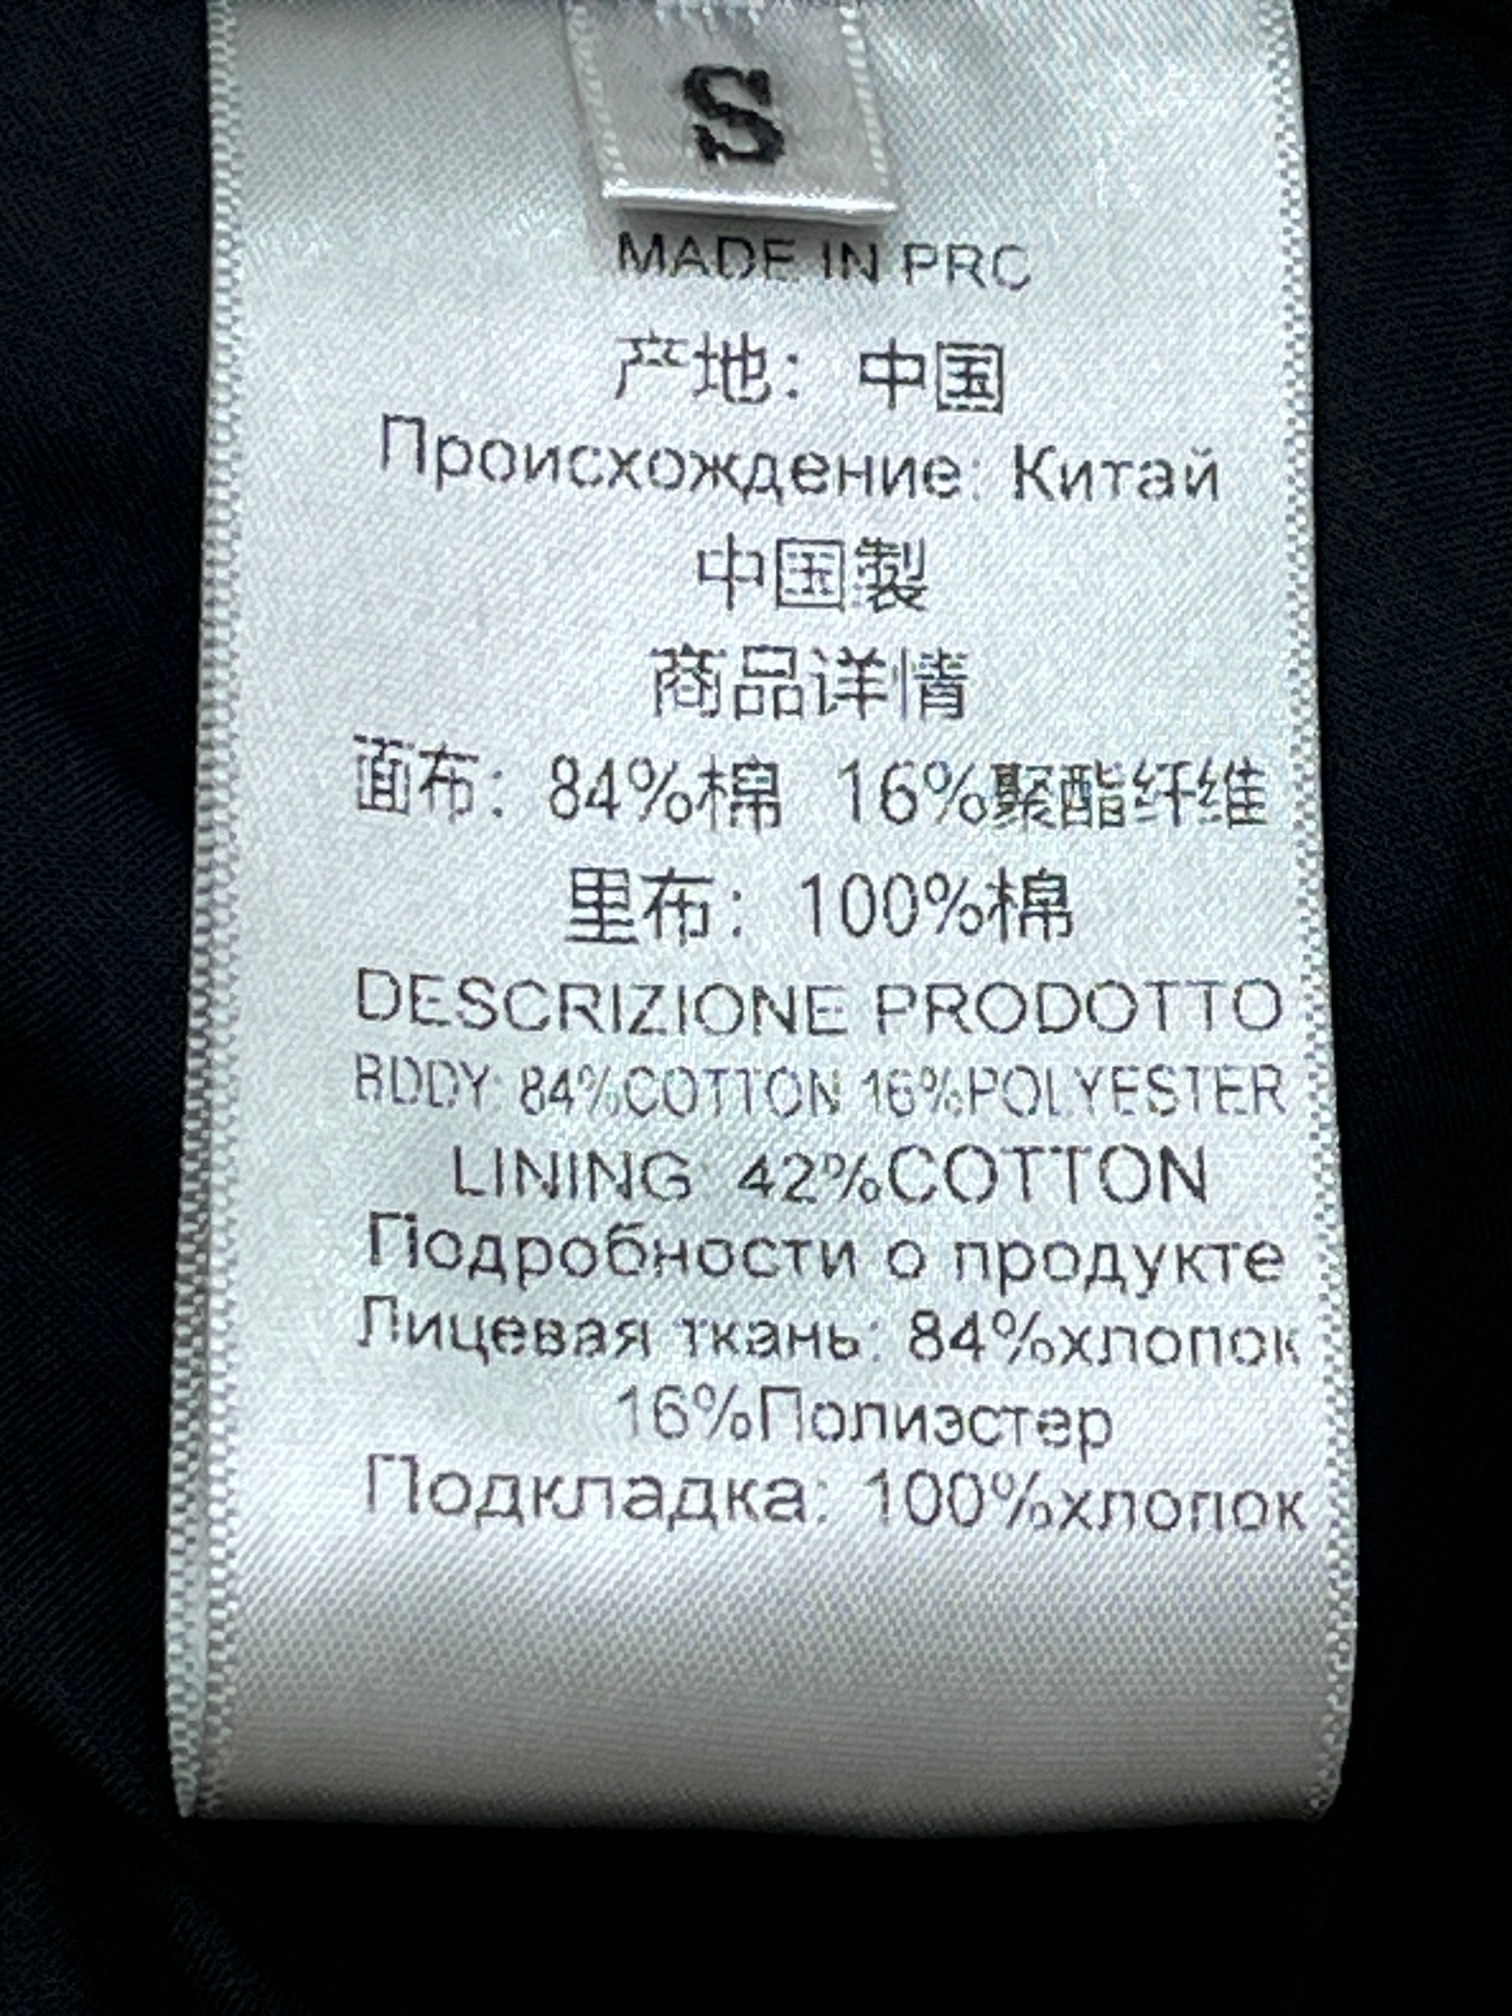 S
MADE IN PRC
产地：中国
Происхождение: Китай
中国製
商品详情
面布：84%棉 16%聚酯纤维
里布：100%棉
DESCRIZIONE PRODOTTO
BODY: 84%COTTON 16%POLYESTER
LINING: 42%COTTON
Подробности о продукте
Лицевая ткань: 84%хлопок
16%Полиэстер
Подкладка: 100%хлопок